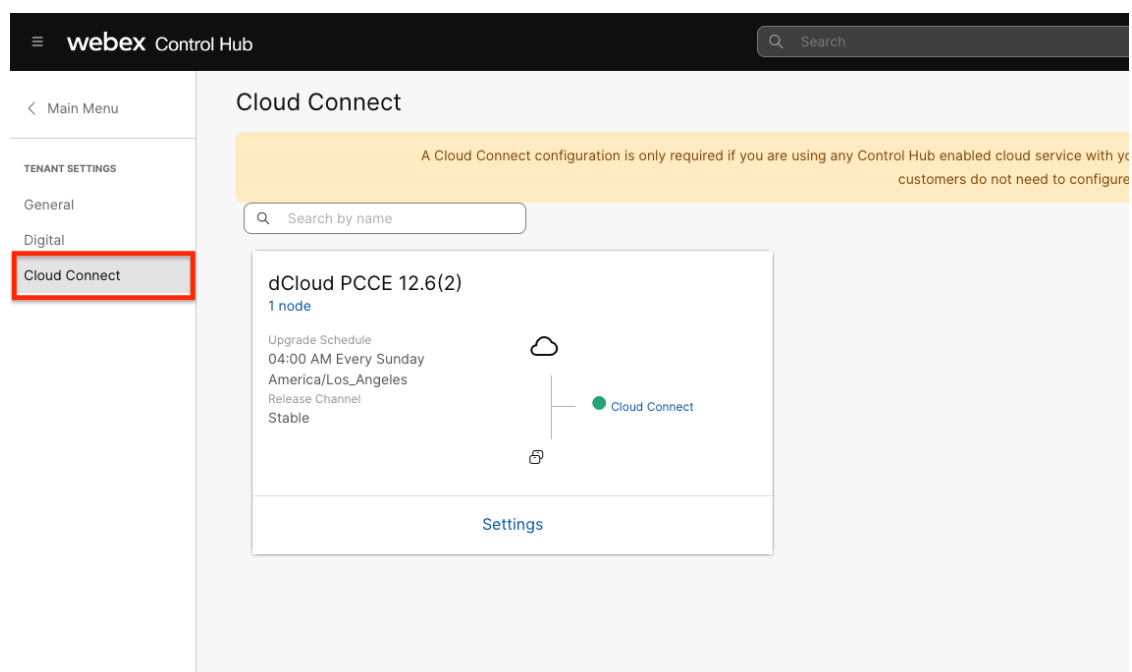 webex Control Hub
Search
Main Menu
TENANT SETTINGS
General
Digital
Cloud Connect
Cloud Connect
A Cloud Connect configuration is only required if you are using any Control Hub enabled cloud service with
customers do not need to configure
Search by name
dCloud PCCE 12.6(2)
1 node
Upgrade Schedule
04:00 AM Every Sunday
America/Los_Angeles
Release Channel
Stable
Cloud Connect
Settings